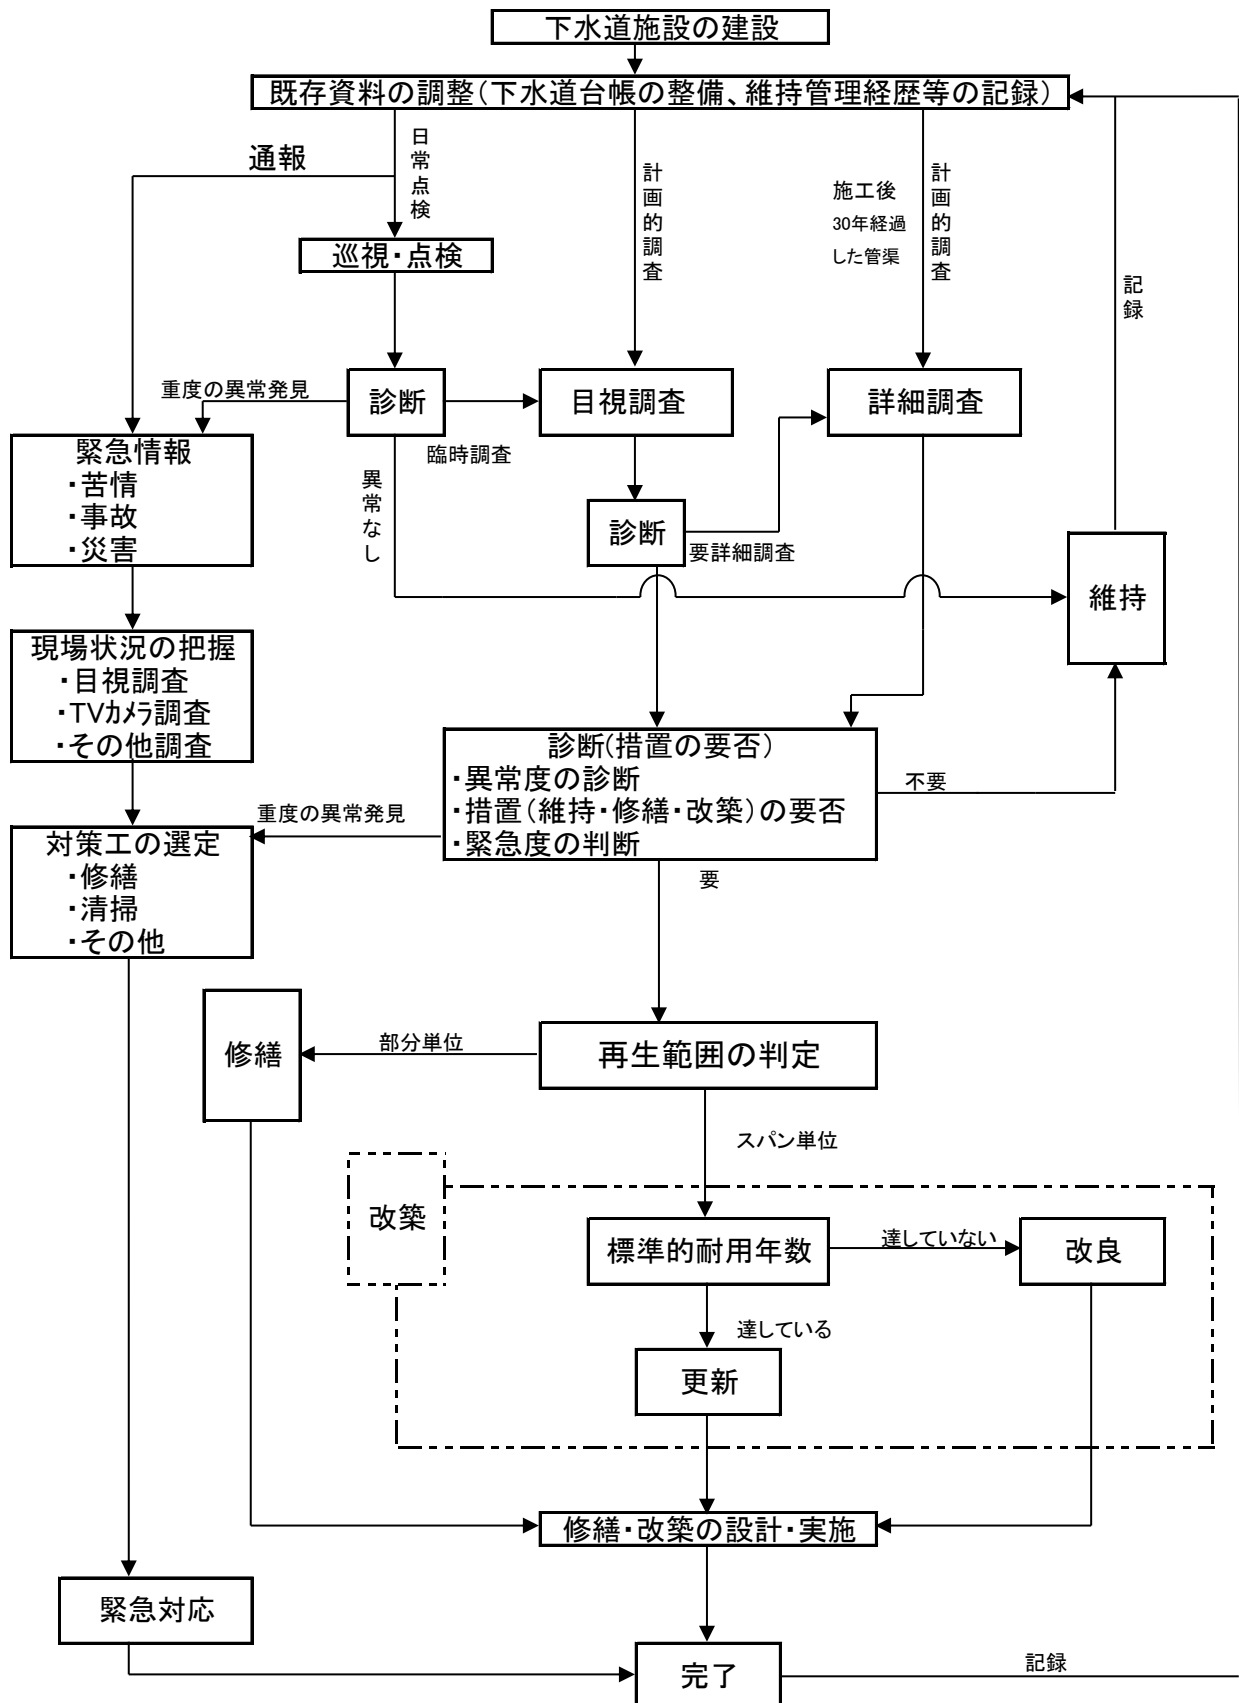 下水道施設の建設
既存資料の調整(下水道台帳の整備、維持管理経歴等の記録)
通報
日常点検
計画的調査
施工後
30年経過
した管渠
計画的調査
記録
巡視・点検
重度の異常発見
診断
臨時調査
目視調査
詳細調査
緊急情報
・苦情
・事故
・災害
異常なし
診断
要詳細調査
維持
現場状況の把握
・目視調査
・TVカメラ調査
・その他調査
診断(措置の要否)
・異常度の診断
・措置(維持・修繕・改築)の要否
・緊急度の判断
不要
重度の異常発見
要
対策工の選定
・修繕
・清掃
・その他
修繕
部分単位
再生範囲の判定
スパン単位
改築
標準的耐用年数
達していない
改良
達している
更新
修繕・改築の設計・実施
緊急対応
完了
記録